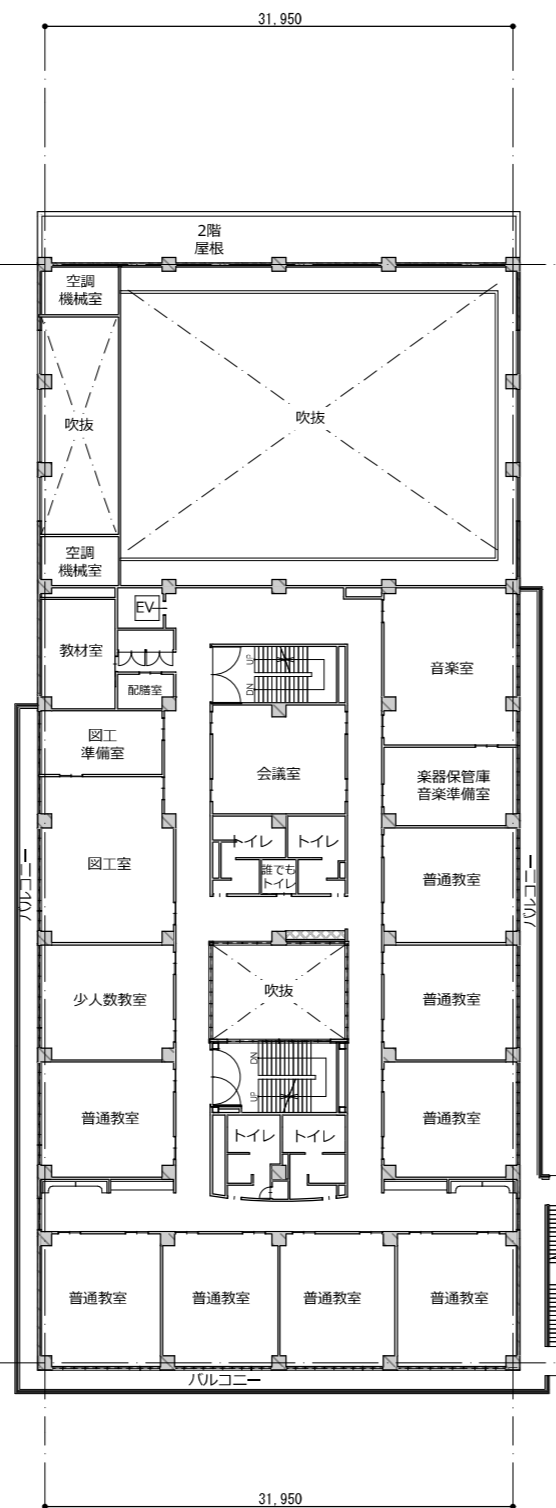 31,950
2階
屋根
空調
機械室
吹抜
吹抜
空調
機械室
EV
教材室
配膳室
UP
DN
音楽室
図工
準備室
会議室
楽器保管庫
音楽準備室
トイレ
トイレ
誰でも
トイレ
図工室
普通教室
バルコニー
バルコニー
少人数教室
吹抜
普通教室
DN
UP
普通教室
普通教室
トイレ
トイレ
普通教室
普通教室
普通教室
普通教室
バルコニー
31,950